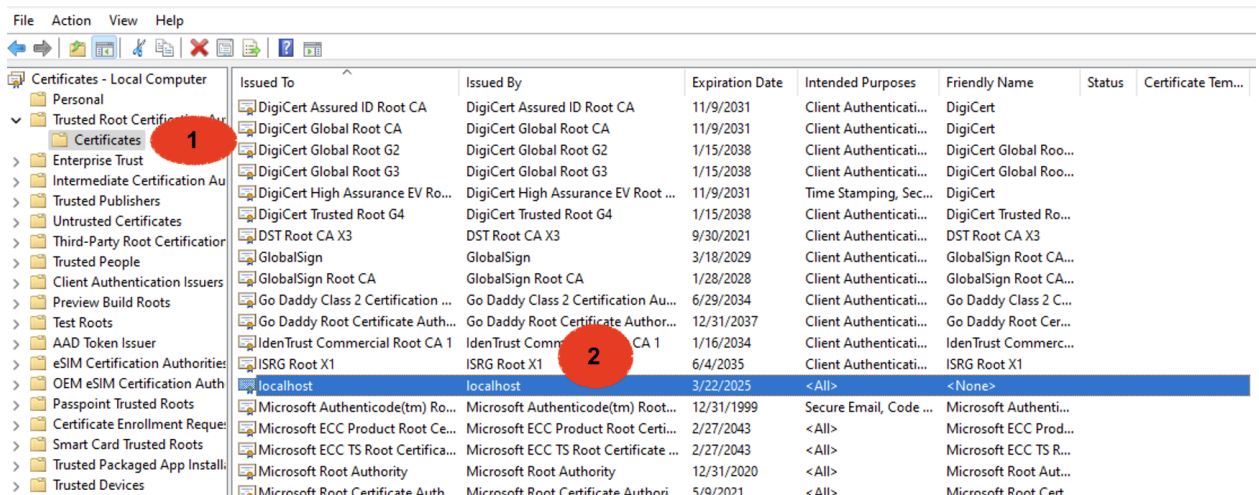 File Action View Help
Certificates - Local Computer
Personal
Trusted Root Certification Au
Certificates
1
Enterprise Trust
Intermediate Certification Au
Trusted Publishers
Untrusted Certificates
Third-Party Root Certification
Trusted People
Client Authentication Issuers
Preview Build Roots
Test Roots
AAD Token Issuer
eSIM Certification Authorities
OEM eSIM Certification Auth
Passpoint Trusted Roots
Certificate Enrollment Reques
Smart Card Trusted Roots
Trusted Packaged App Installa
Trusted Devices
Issued To Issued By Expiration Date Intended Purposes Friendly Name Status Certificate Tem...
DigiCert Assured ID Root CA DigiCert Assured ID Root CA 11/9/2031 Client Authenticati... DigiCert
DigiCert Global Root CA DigiCert Global Root CA 11/9/2031 Client Authenticati... DigiCert
DigiCert Global Root G2 DigiCert Global Root G2 1/15/2038 Client Authenticati... DigiCert Global Roo...
DigiCert Global Root G3 DigiCert Global Root G3 1/15/2038 Client Authenticati... DigiCert Global Roo...
DigiCert High Assurance EV Ro... DigiCert High Assurance EV Root ... 11/9/2031 Time Stamping, Sec... DigiCert
DigiCert Trusted Root G4 DigiCert Trusted Root G4 1/15/2038 Client Authenticati... DigiCert Trusted Ro...
DST Root CA X3 DST Root CA X3 9/30/2021 Client Authenticati... DST Root CA X3
GlobalSign GlobalSign 3/18/2029 Client Authenticati... GlobalSign Root CA...
GlobalSign Root CA GlobalSign Root CA 1/28/2028 Client Authenticati... GlobalSign Root CA...
Go Daddy Class 2 Certification ... Go Daddy Class 2 Certification Au... 6/29/2034 Client Authenticati... Go Daddy Class 2 C...
Go Daddy Root Certificate Auth... Go Daddy Root Certificate Author... 12/31/2037 Client Authenticati... Go Daddy Root Cer...
IdenTrust Commercial Root CA 1 IdenTrust Comm CA 1 1/16/2034 Client Authenticati... IdenTrust Commerc...
2
ISRG Root X1 ISRG Root X1 6/4/2035 Client Authenticati... ISRG Root X1
localhost localhost 3/22/2025 <All> <None>
Microsoft Authenticode(tm) Ro... Microsoft Authenticode(tm) Root... 12/31/1999 Secure Email, Code ... Microsoft Authenti...
Microsoft ECC Product Root Ce... Microsoft ECC Product Root Certi... 2/27/2043 <All> Microsoft ECC Prod...
Microsoft ECC TS Root Certifica... Microsoft ECC TS Root Certificate ... 2/27/2043 <All> Microsoft ECC TS R...
Microsoft Root Authority Microsoft Root Authority 12/31/2020 <All> Microsoft Root Aut...
Microsoft Root Certificate Auth... Microsoft Root Certificate Authori... 5/9/2021 <All> Microsoft Root Cert...